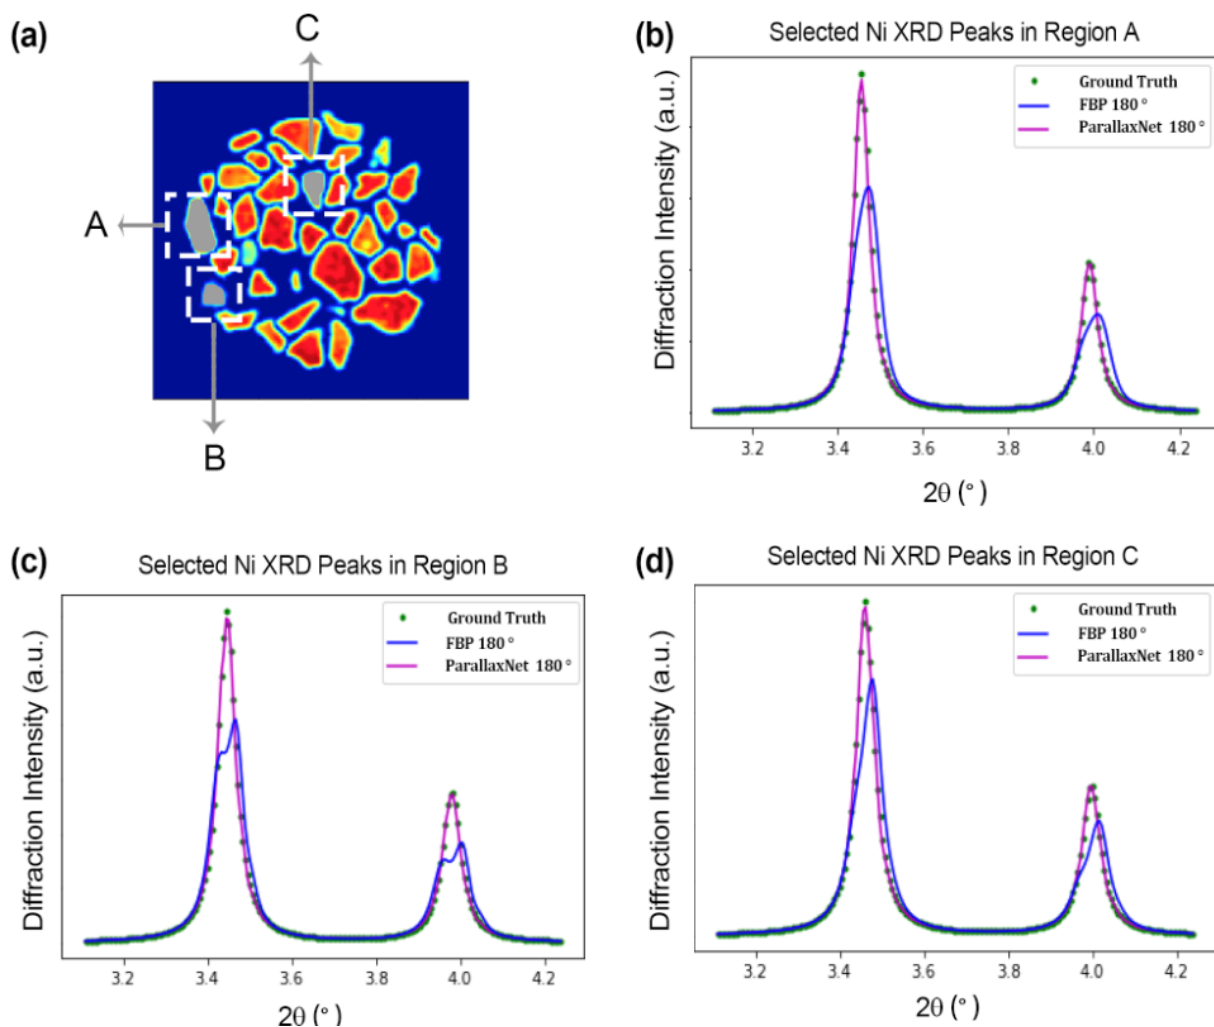 (a)
C
A
B
(b)
Selected Ni XRD Peaks in Region A
Diffraction Intensity (a.u.)
Ground Truth
FBP 180°
ParallaxNet 180°
3.2 3.4 3.6 3.8 4.0 4.2
2θ (°)
(c)
Selected Ni XRD Peaks in Region B
Diffraction Intensity (a.u.)
Ground Truth
FBP 180°
ParallaxNet 180°
3.2 3.4 3.6 3.8 4.0 4.2
2θ (°)
(d)
Selected Ni XRD Peaks in Region C
Diffraction Intensity (a.u.)
Ground Truth
FBP 180°
ParallaxNet 180°
3.2 3.4 3.6 3.8 4.0 4.2
2θ (°)